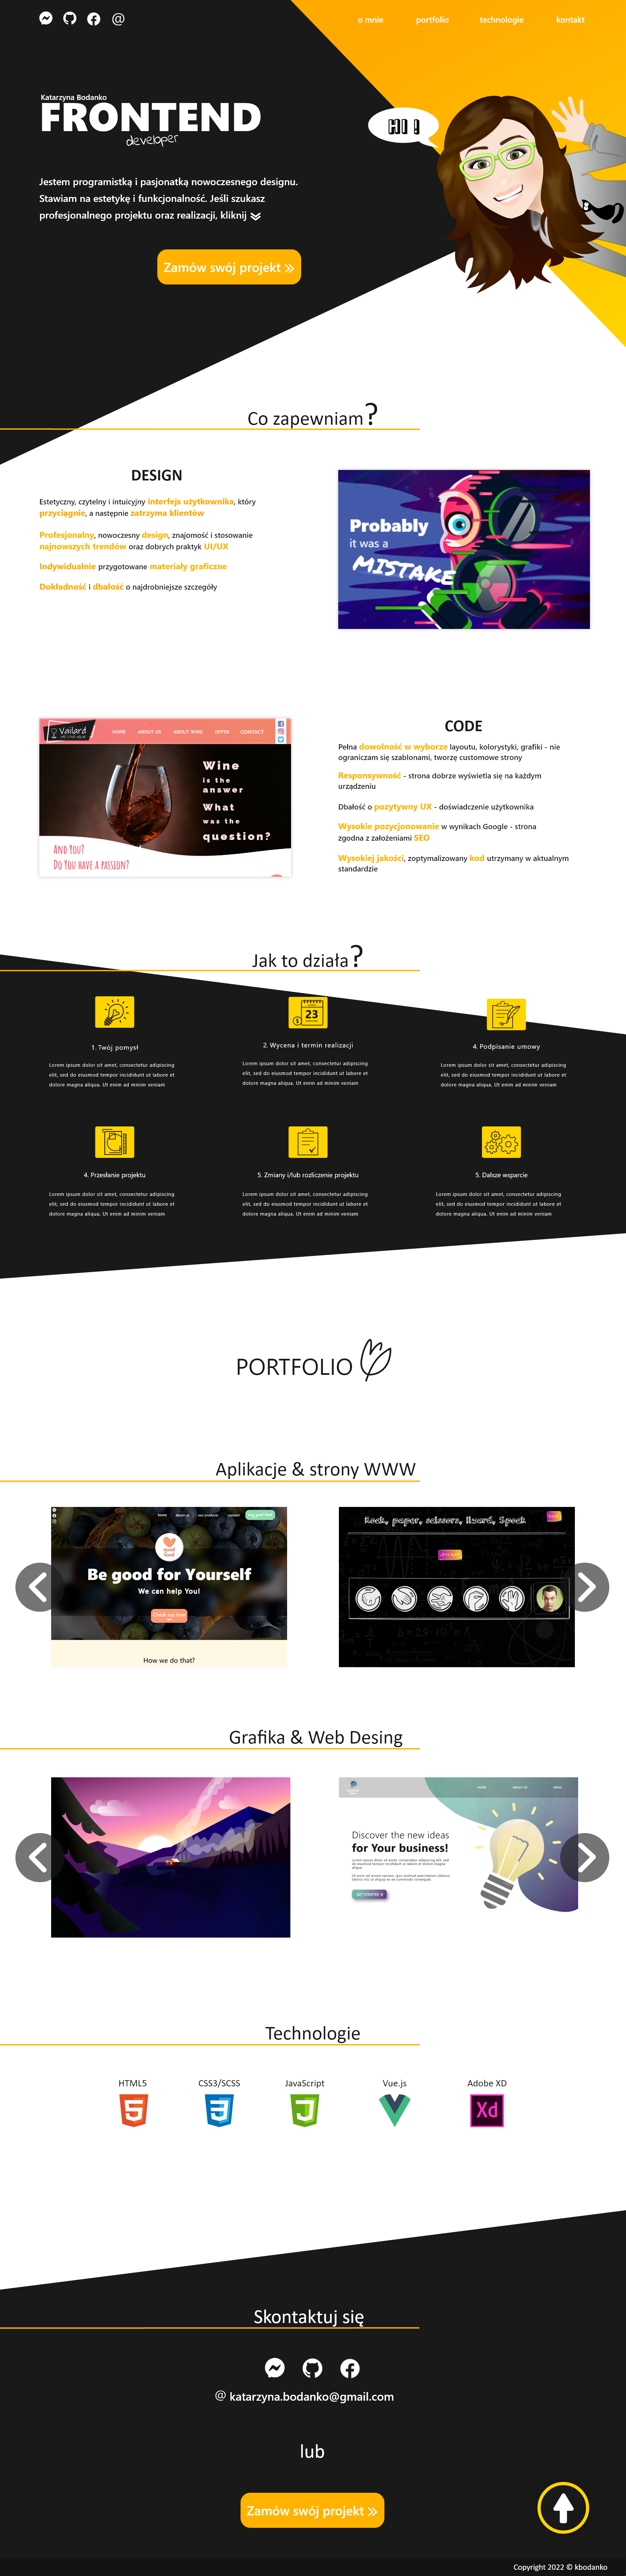 @
o mnie portfolio technologie kontakt
Katarzyna Bodanko
FRONTEND
developer
HI !
Jestem programistką i pasjonatką nowoczesnego designu.
Stawiam na estetykę i funkcjonalność. Jeśli szukasz
profesjonalnego projektu oraz realizacji, kliknij
Zamów swój projekt
Co zapewniam?
DESIGN
Estetyczny, czytelny i intuicyjny interfejs użytkownika, który
przyciągnie, a następnie zatrzyma klientów
Profesjonalny, nowoczesny design, znajomość i stosowanie
najnowszych trendów oraz dobrych praktyk UI/UX
Indywidualnie przygotowane materiały graficzne
Dokładność i dbałość o najdrobniejsze szczegóły
Probably
it was a
MISTAKE
Vailard
HOME ABOUT US ABOUT WINE OFFER CONTACT
Wine
is the
answer
What
was the
question?
And You?
Do You have a passion?
CODE
Pełna dowolność w wyborze layoutu, kolorystyki, grafiki - nie
ograniczam się szablonami, tworzę customowe strony
Responsywność - strona dobrze wyświetla się na każdym
urządzeniu
Dbałość o pozytywny UX - doświadczenie użytkownika
Wysokie pozycjonowanie w wynikach Google - strona
zgodna z założeniami SEO
Wysokiej jakości, zoptymalizowany kod utrzymany w aktualnym
standardzie
Jak to działa?
23
1. Twój pomysł
Lorem ipsum dolor sit amet, consectetur adipiscing
elit, sed do eiusmod tempor incididunt ut labore et
dolore magna aliqua. Ut enim ad minim veniam
2. Wycena i termin realizacji
Lorem ipsum dolor sit amet, consectetur adipiscing
elit, sed do eiusmod tempor incididunt ut labore et
dolore magna aliqua. Ut enim ad minim veniam
4. Podpisanie umowy
Lorem ipsum dolor sit amet, consectetur adipiscing
elit, sed do eiusmod tempor incididunt ut labore et
dolore magna aliqua. Ut enim ad minim veniam
4. Przesłanie projektu
Lorem ipsum dolor sit amet, consectetur adipiscing
elit, sed do eiusmod tempor incididunt ut labore et
dolore magna aliqua. Ut enim ad minim veniam
5. Zmiany i/lub rozliczenie projektu
Lorem ipsum dolor sit amet, consectetur adipiscing
elit, sed do eiusmod tempor incididunt ut labore et
dolore magna aliqua. Ut enim ad minim veniam
5. Dalsze wsparcie
Lorem ipsum dolor sit amet, consectetur adipiscing
elit, sed do eiusmod tempor incididunt ut labore et
dolore magna aliqua. Ut enim ad minim veniam
PORTFOLIO
Aplikacje & strony WWW
home about us our products contact
good food
Be good for Yourself
We can help You!
Check out how
How we do that?
Rock, paper, scissors, lizard, Spock
Grafika & Web Desing
HOME ABOUT US
Discover the new ideas
for Your business!
GET STARTED
Technologie
HTML5 CSS3/SCSS JavaScript Vue.js Adobe XD
Xd
Skontaktuj się
@ katarzyna.bodanko@gmail.com
lub
Zamów swój projekt
Copyright 2022 © kbodanko